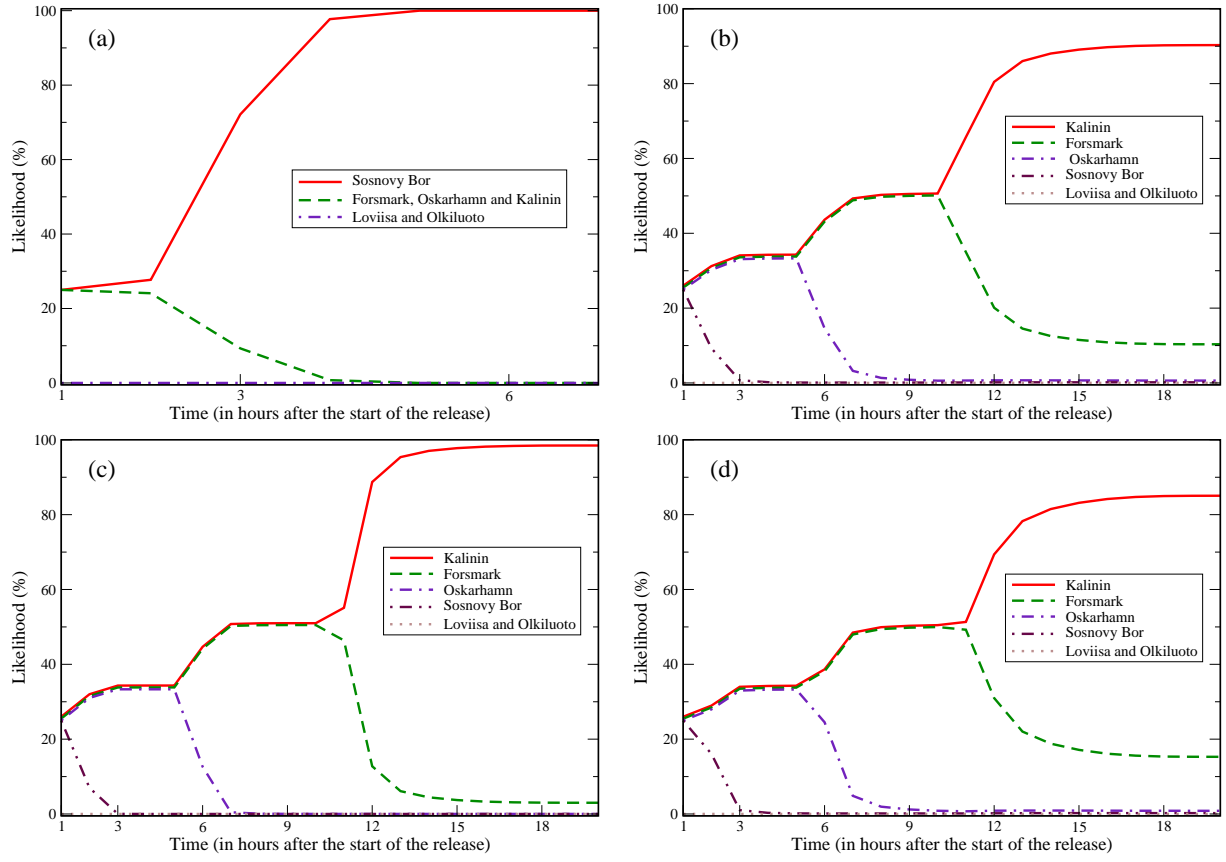 (a)
100
80
60
40
20
0
Likelihood (%)
Sosnovy Bor
Forsmark, Oskarhamn and Kalinin
Loviisa and Olkiluoto
1 3 6
Time (in hours after the start of the release)
(b)
100
80
60
40
20
0
Likelihood (%)
Kalinin
Forsmark
Oskarhamn
Sosnovy Bor
Loviisa and Olkiluoto
1 3 6 9 12 15 18
Time (in hours after the start of the release)
(c)
100
80
60
40
20
0
Likelihood (%)
Kalinin
Forsmark
Oskarhamn
Sosnovy Bor
Loviisa and Olkiluoto
1 3 6 9 12 15 18
Time (in hours after the start of the release)
(d)
100
80
60
40
20
0
Likelihood (%)
Kalinin
Forsmark
Oskarhamn
Sosnovy Bor
Loviisa and Olkiluoto
1 3 6 9 12 15 18
Time (in hours after the start of the release)